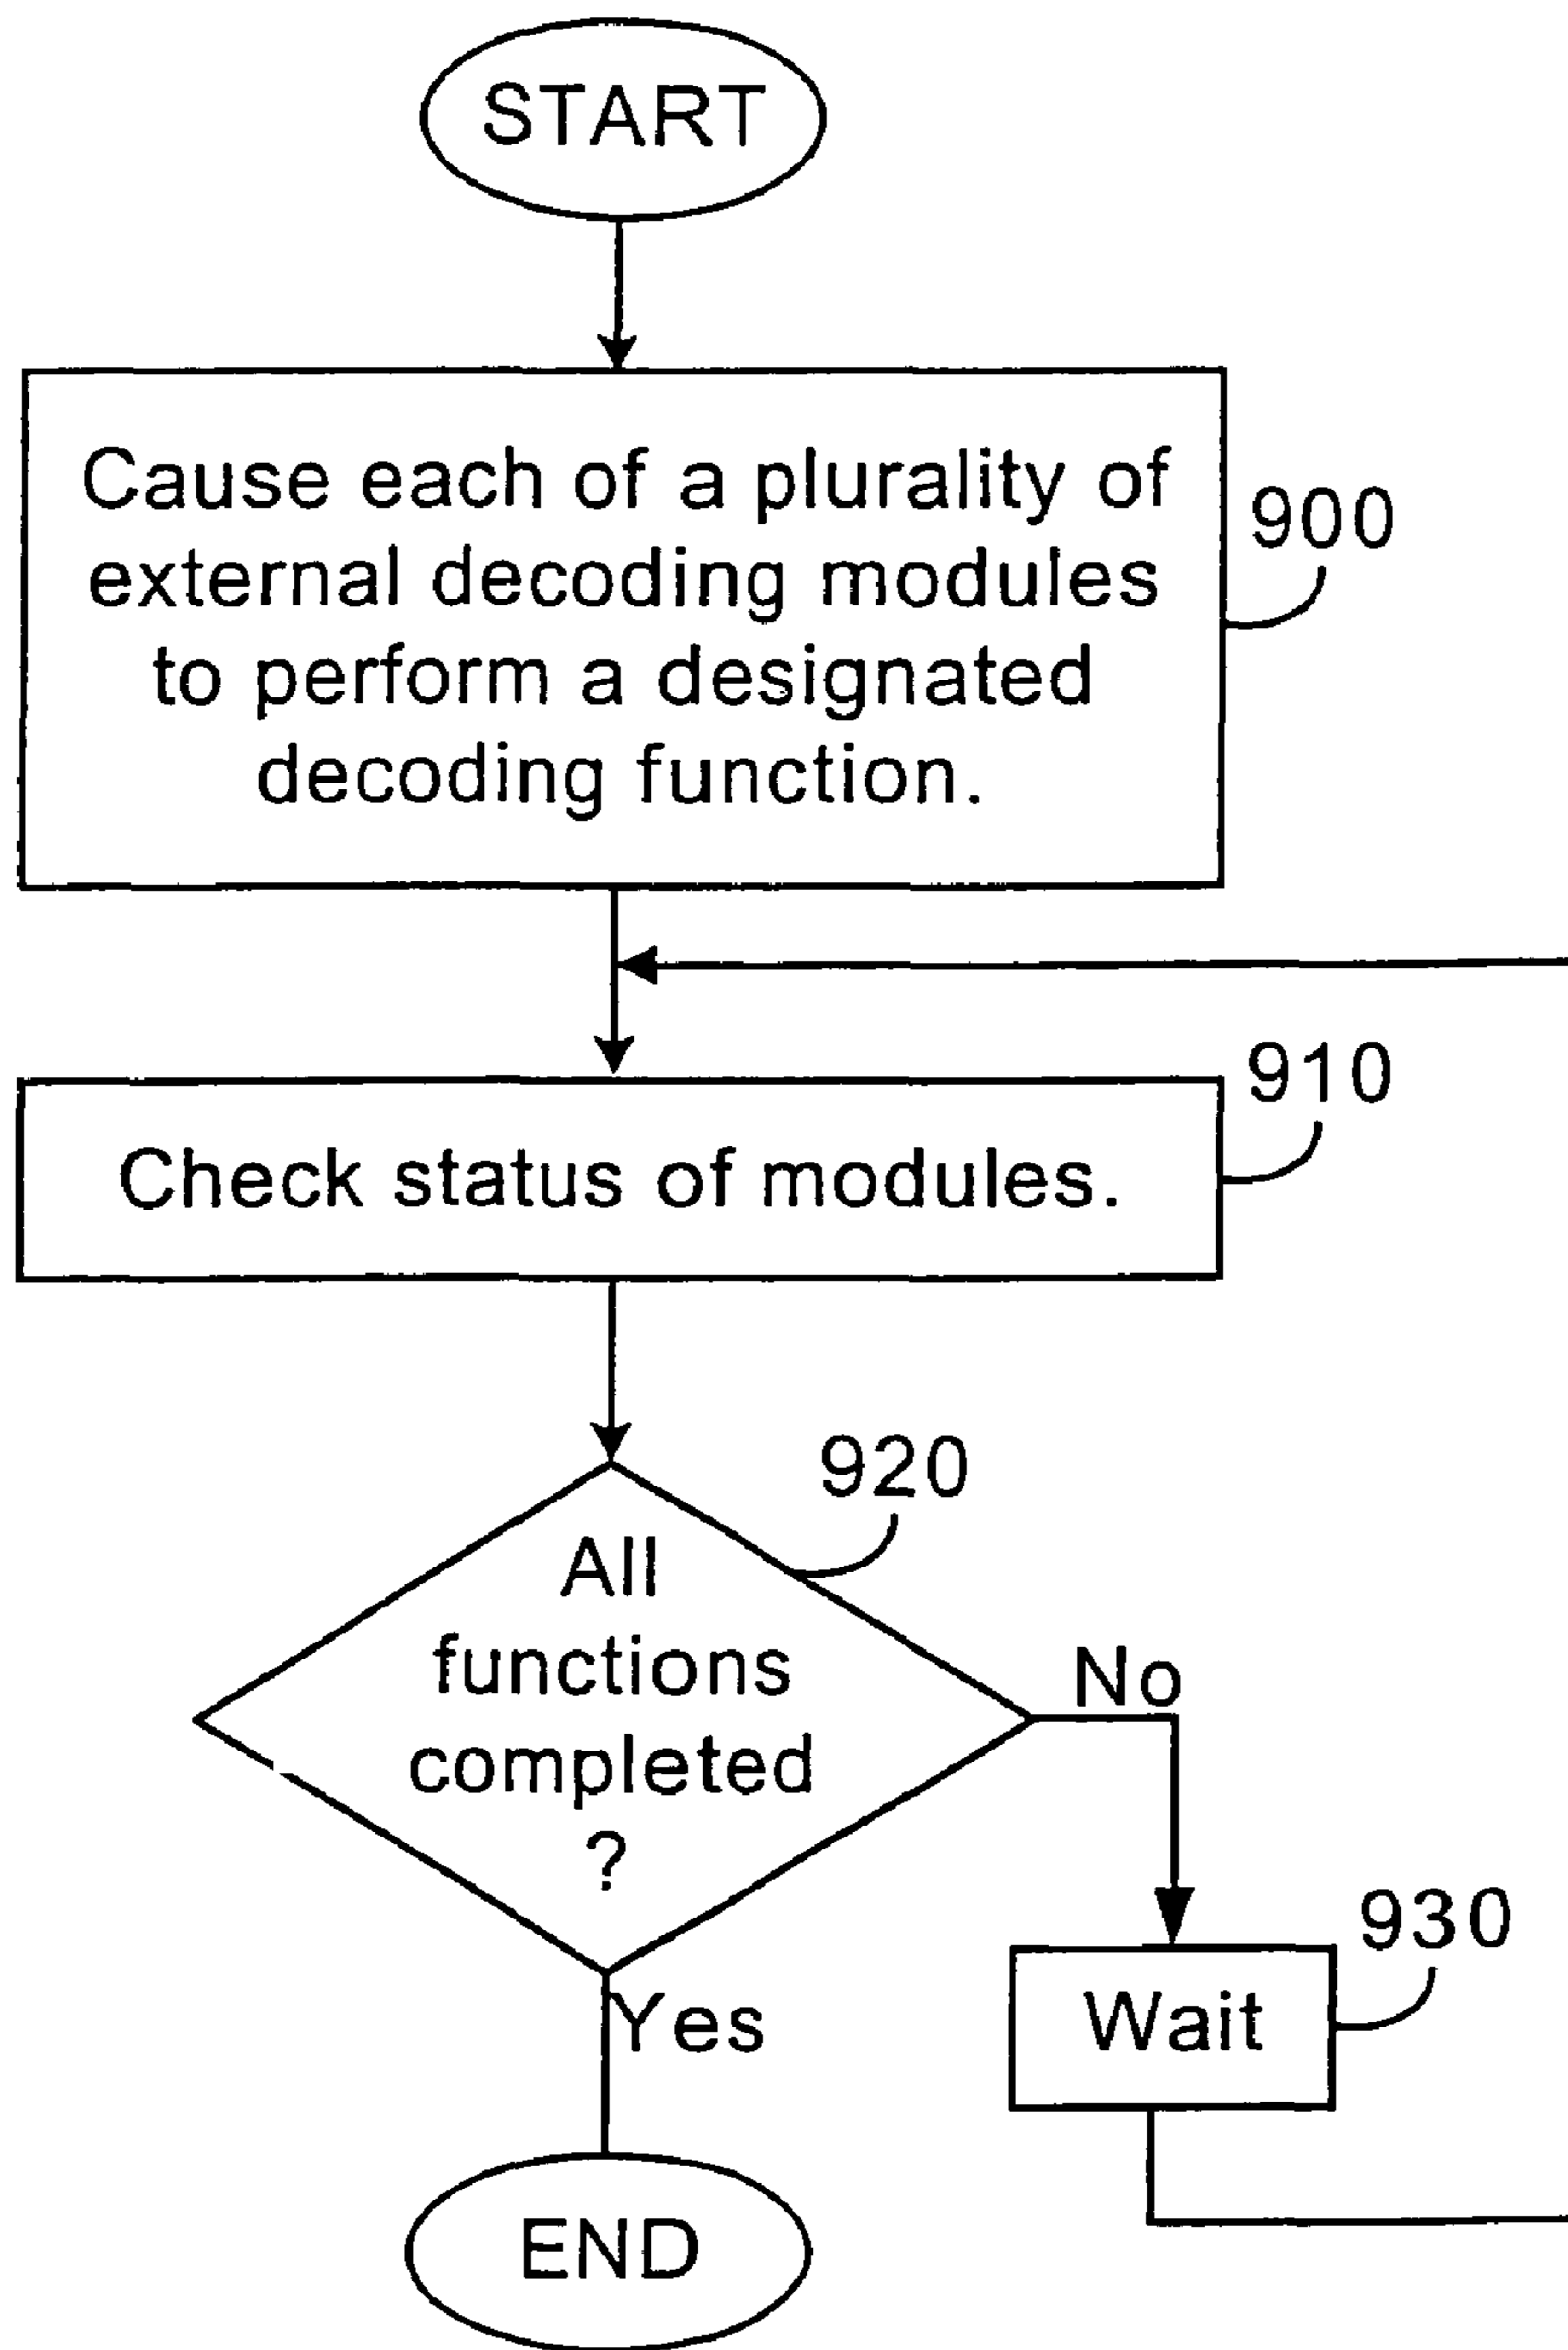 START
Cause each of a plurality of
external decoding modules
to perform a designated
decoding function.
900
910
Check status of modules.
920
All
functions
completed
?
No
Yes
930
Wait
END